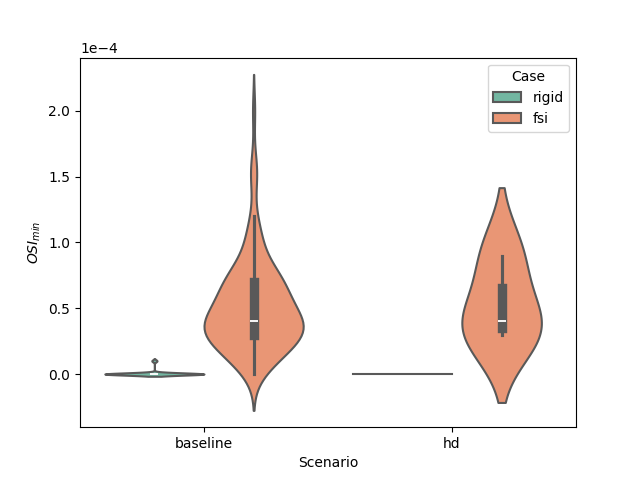 1e−4
Case
rigid
fsi
2.0
1.5
1.0
0.5
0.0
OSI_min
baseline
hd
Scenario